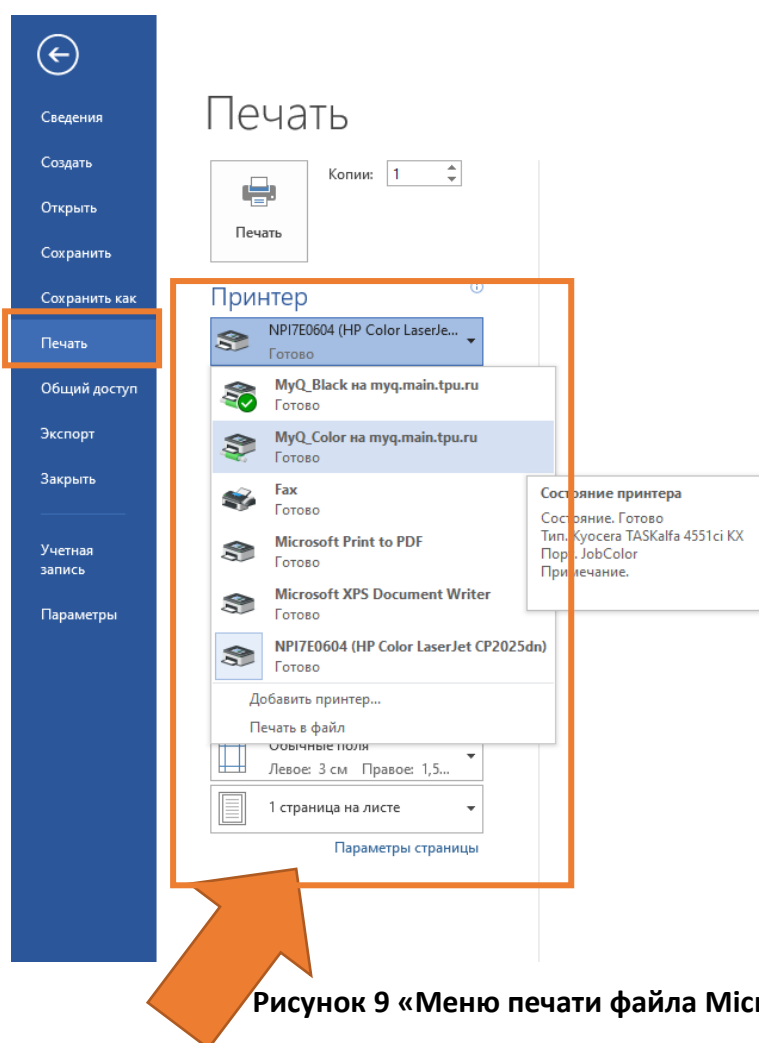 Сведения
Создать
Открыть
Сохранить
Сохранить как
Печать
Общий доступ
Экспорт
Закрыть
Учетная
запись
Параметры
Печать
Копии: 1
Печать
Принтер
NPI7E0604 (HP Color LaserJe...
Готово
MyQ_Black на myq.main.tpu.ru
Готово
MyQ_Color на myq.main.tpu.ru
Готово
Fax
Готово
Microsoft Print to PDF
Готово
Microsoft XPS Document Writer
Готово
NPI7E0604 (HP Color LaserJet CP2025dn)
Готово
Добавить принтер...
Печать в файл
Обычные поля
Левое: 3 см Правое: 1,5...
1 страница на листе
Параметры страницы
Состояние принтера
Состояние. Готово
Тип. Kyocera TASKalfa 4551ci KX
Порт. JobColor
Примечание.
Рисунок 9 «Меню печати файла